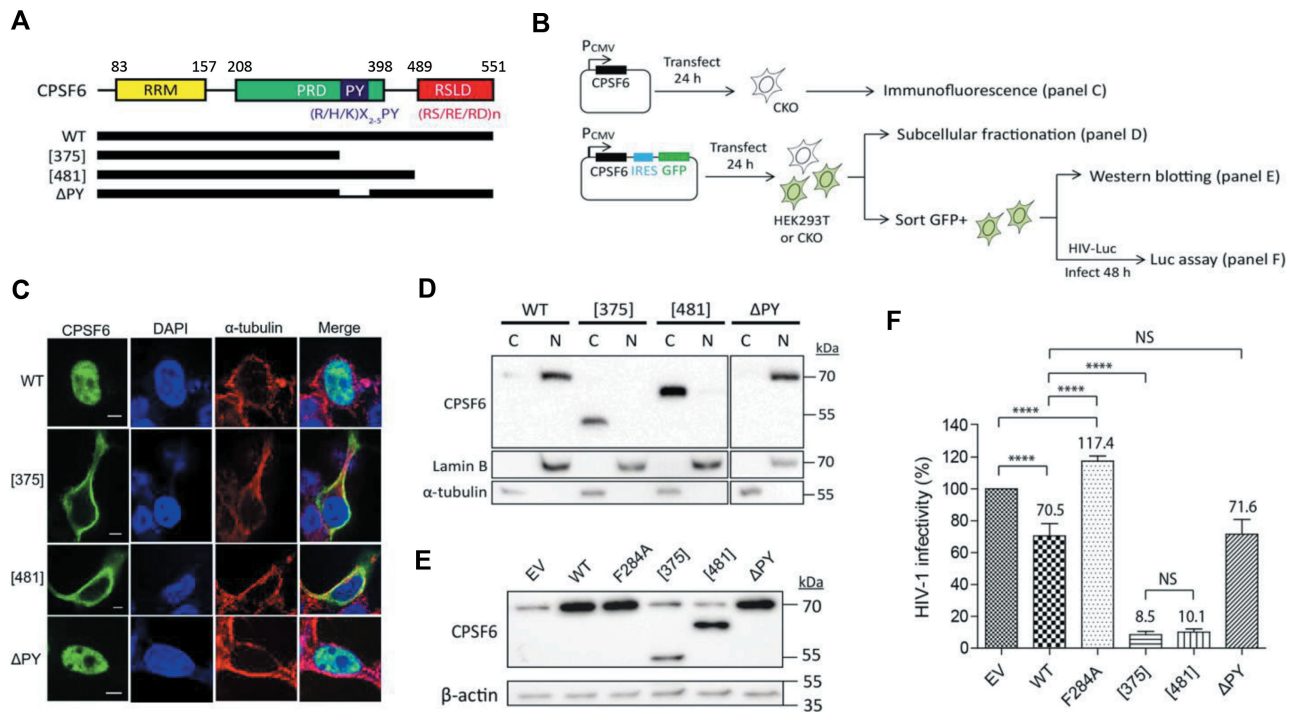 A
83 157 208 398 489 551
CPSF6 RRM PRD PY RSLD
(R/H/K)X2-5PY (RS/RE/RD)n
WT
[375]
[481]
ΔPY
B
PCMV
CPSF6
Transfect
24 h
CKO
Immunofluorescence (panel C)
PCMV
CPSF6 IRES GFP
Transfect
24 h
HEK293T
or CKO
Subcellular fractionation (panel D)
Sort GFP+
Western blotting (panel E)
HIV-Luc
Infect 48 h
Luc assay (panel F)
C
CPSF6 DAPI α-tubulin Merge
WT
[375]
[481]
ΔPY
D
WT [375] [481] ΔPY
C N C N C N C N
kDa
CPSF6
70
55
Lamin B 70
α-tubulin 55
E
EV WT F284A [375] [481] ΔPY
kDa
CPSF6
70
55
β-actin
55
35
F
NS
****
****
****
****
NS
HIV-1 infectivity (%)
140
120
100
80
60
40
20
0
70.5
117.4
8.5
10.1
71.6
EV WT F284A [375] [481] ΔPY